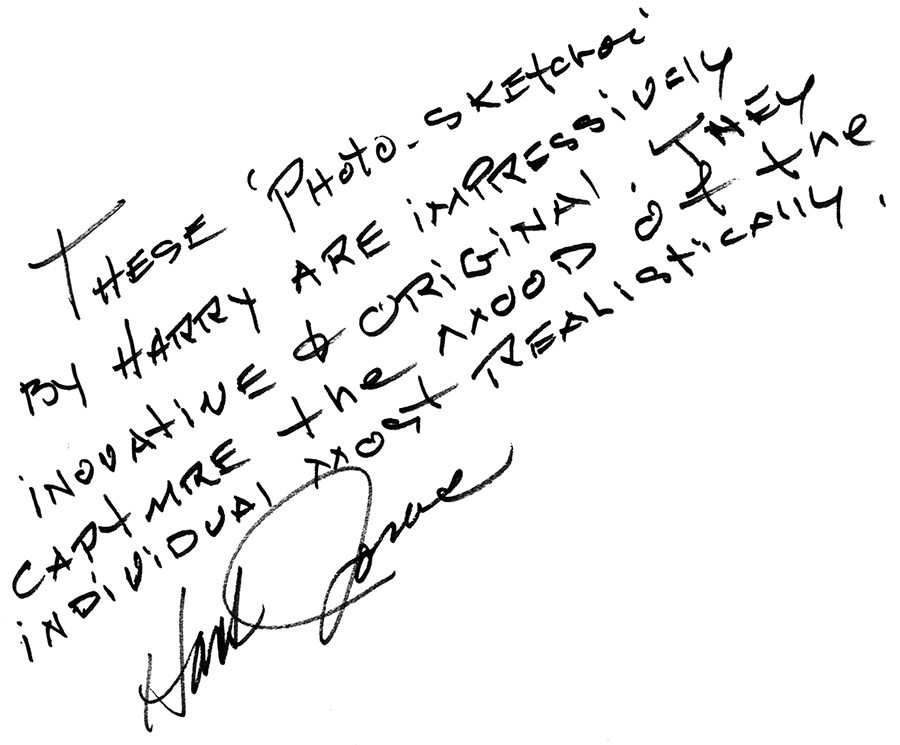 THESE 'PHOTO-SKETCHES'
BY HARRY ARE IMPRESSIVELY
INOVATIVE & ORIGINAL. THEY
CAPTURE the MOOD of the
INDIVIDUAL MOST REALISTICALLY.
Hank